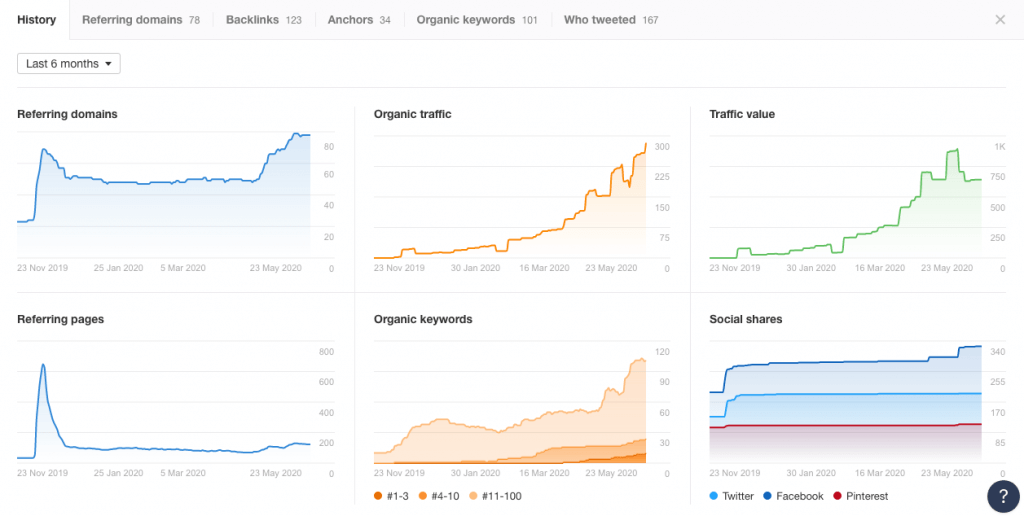 History Referring domains 78 Backlinks 123 Anchors 34 Organic keywords 101 Who tweeted 167 ×
Last 6 months
Referring domains
80
60
40
20
0
23 Nov 2019 25 Jan 2020 5 Mar 2020 23 May 2020
Organic traffic
300
225
150
75
0
23 Nov 2019 30 Jan 2020 16 Mar 2020 23 May 2020
Traffic value
1K
750
500
250
0
23 Nov 2019 30 Jan 2020 16 Mar 2020 23 May 2020
Referring pages
800
600
400
200
0
23 Nov 2019 25 Jan 2020 5 Mar 2020 23 May 2020
Organic keywords
120
90
60
30
0
23 Nov 2019 30 Jan 2020 16 Mar 2020 23 May 2020
#1-3 #4-10 #11-100
Social shares
340
255
170
85
0
23 Nov 2019 30 Jan 2020 16 Mar 2020 23 May 2020
Twitter Facebook Pinterest
?